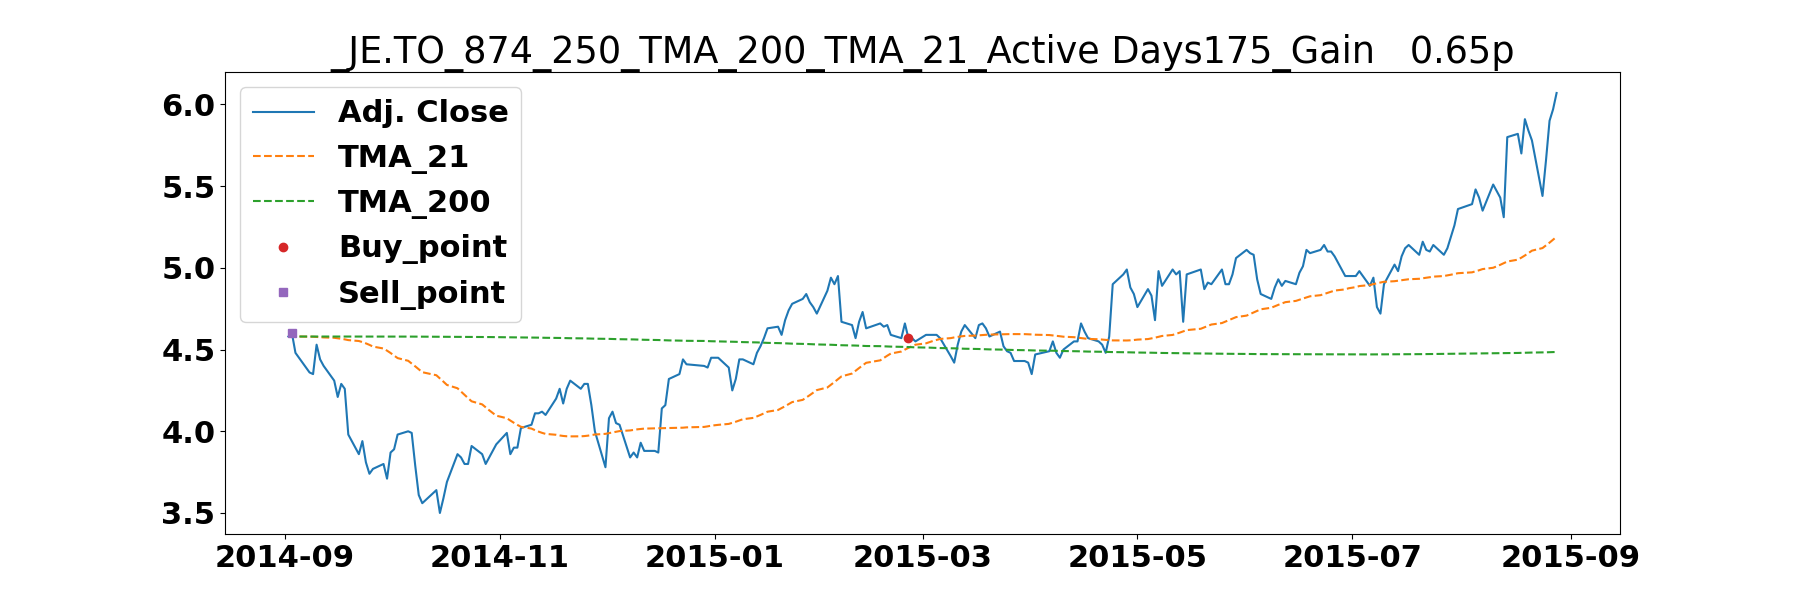 _JE.TO_874_250_TMA_200_TMA_21_Active Days175_Gain   0.65p
Adj. Close
TMA_21
TMA_200
Buy_point
Sell_point
6.0
5.5
5.0
4.5
4.0
3.5
2014-09 2014-11 2015-01 2015-03 2015-05 2015-07 2015-09